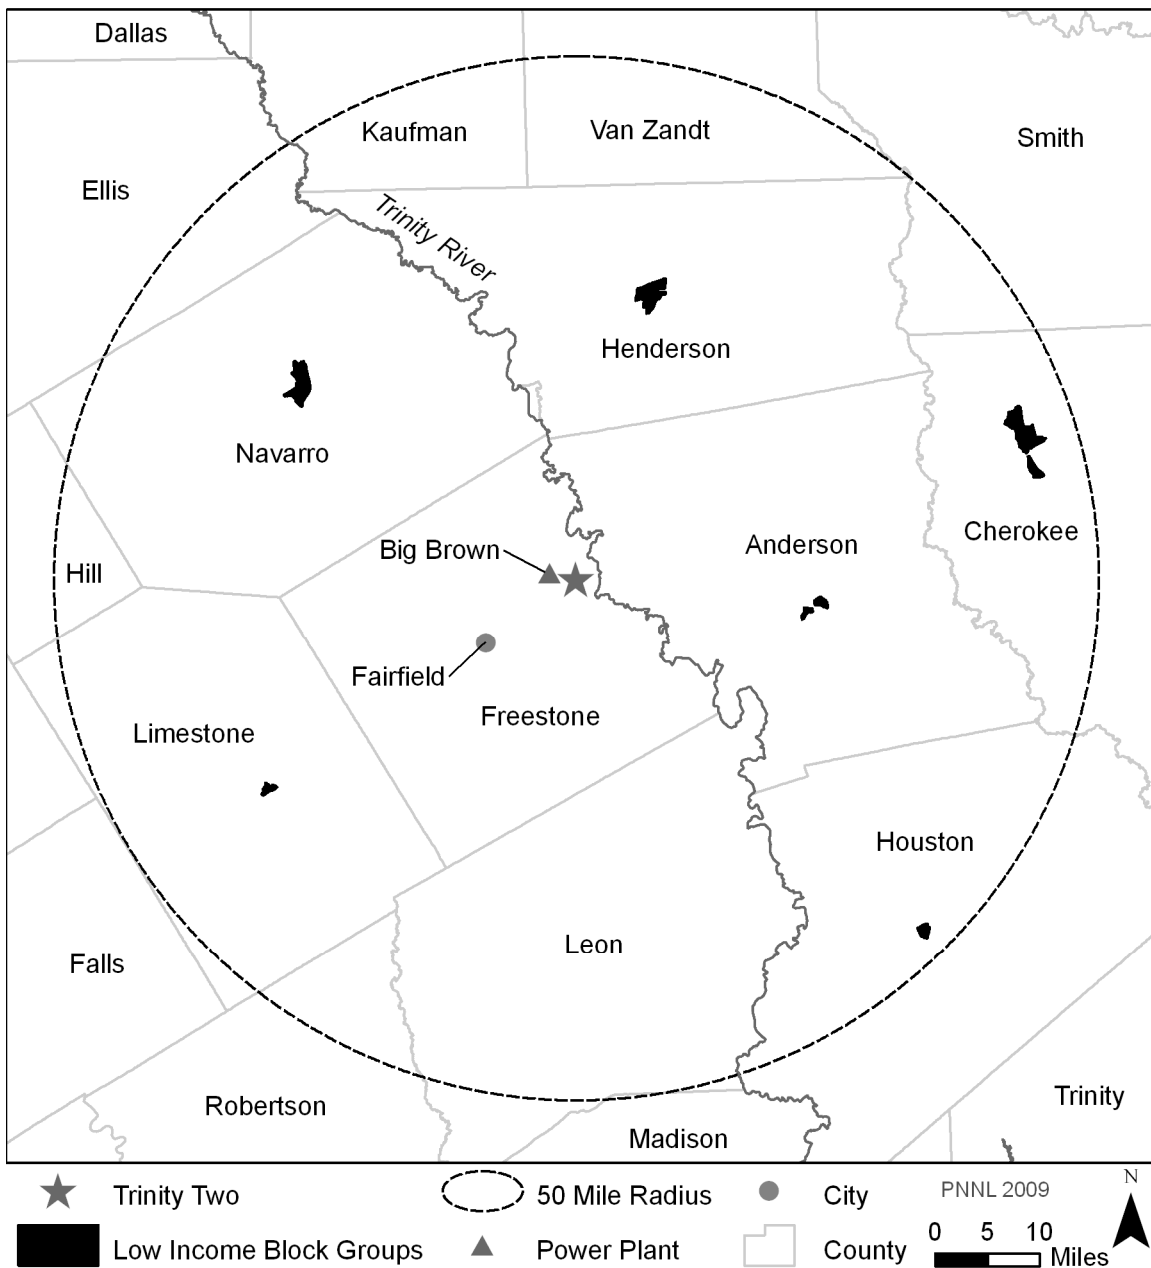 Dallas
Kaufman
Van Zandt
Smith
Ellis
Trinity River
Henderson
Navarro
Cherokee
Anderson
Big Brown
Hill
Fairfield
Freestone
Limestone
Houston
Leon
Falls
Trinity
Robertson
Madison
Trinity Two
50 Mile Radius
City
PNNL 2009
N
Low Income Block Groups
Power Plant
County
0 5 10
Miles